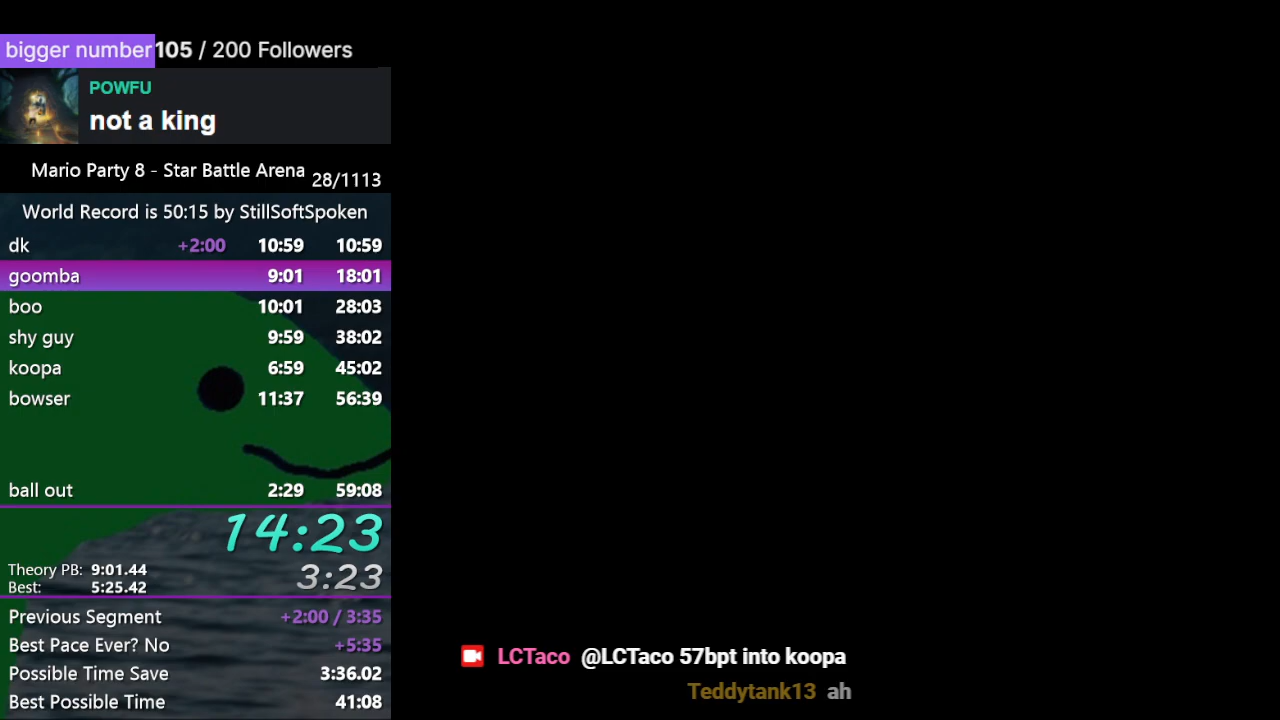 bigger number 105 / 200 Followers
POWFU
not a king
Mario Party 8 - Star Battle Arena 28/1113
World Record is 50:15 by StillSoftSpoken
dk +2:00 10:59 10:59
goomba 9:01 18:01
boo 10:01 28:03
shy guy 9:59 38:02
koopa 6:59 45:02
bowser 11:37 56:39
ball out 2:29 59:08
14:23
Theory PB: 9:01.44
Best: 5:25.42
3:23
Previous Segment +2:00 / 3:35
Best Pace Ever? No +5:35
Possible Time Save 3:36.02
Best Possible Time 41:08
LCTaco @LCTaco 57bpt into koopa
Teddytank13 ah